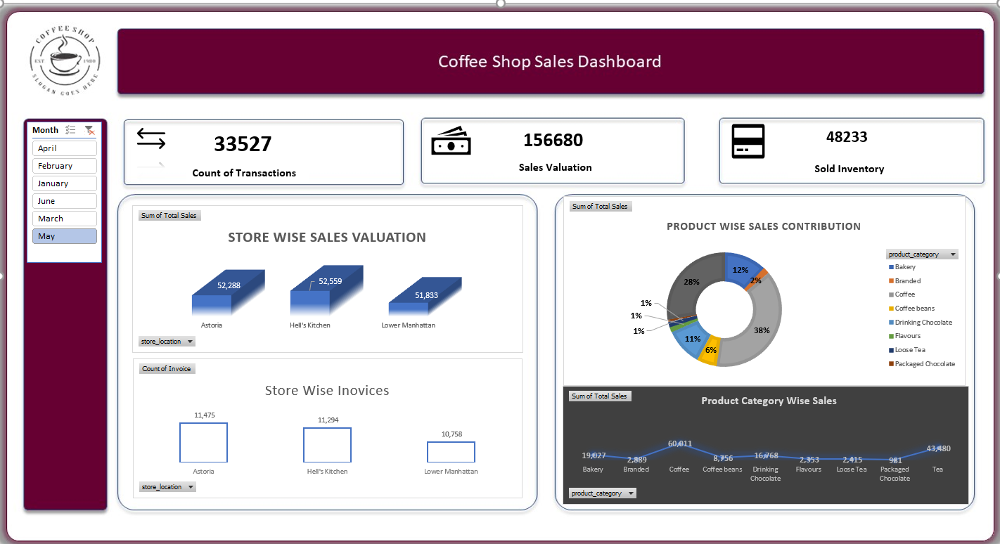 COFFEE SHOP
EST 1980
SLOGAN GOES HERE
Coffee Shop Sales Dashboard
Month
April
February
January
June
March
May
33527
Count of Transactions
156680
Sales Valuation
48233
Sold Inventory
Sum of Total Sales
STORE WISE SALES VALUATION
52,288
52,559
51,833
Astoria
Hell's Kitchen
Lower Manhattan
store_location
Count of Invoice
Store Wise Inovices
11,475
11,294
10,758
Astoria
Hell's Kitchen
Lower Manhattan
store_location
Sum of Total Sales
PRODUCT WISE SALES CONTRIBUTION
12%
2%
38%
6%
11%
1%
1%
1%
28%
product_category
Bakery
Branded
Coffee
Coffee beans
Drinking Chocolate
Flavours
Loose Tea
Packaged Chocolate
Sum of Total Sales
Product Category Wise Sales
19,027
2,889
60,011
8,756
16,768
2,353
2,415
981
43,480
Bakery
Branded
Coffee
Coffee beans
Drinking
Chocolate
Flavours
Loose Tea
Packaged
Chocolate
Tea
product_category